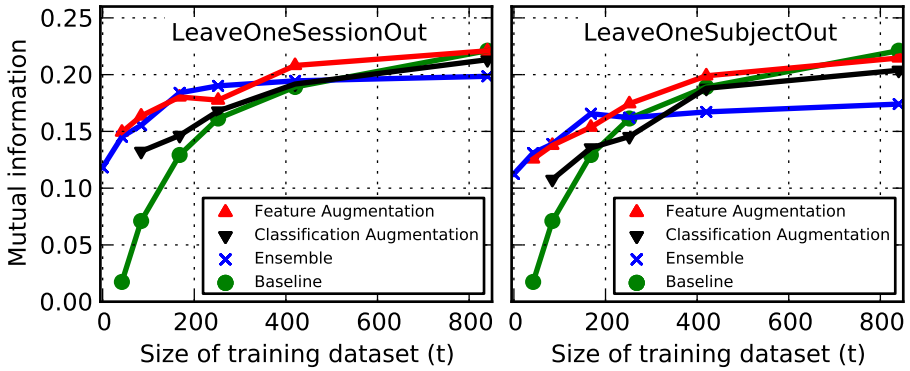 LeaveOneSessionOut
Mutual information
0.25
0.20
0.15
0.10
0.05
0.00
Feature Augmentation
Classification Augmentation
Ensemble
Baseline
0 200 400 600 800
Size of training dataset (t)
LeaveOneSubjectOut
Feature Augmentation
Classification Augmentation
Ensemble
Baseline
0 200 400 600 800
Size of training dataset (t)